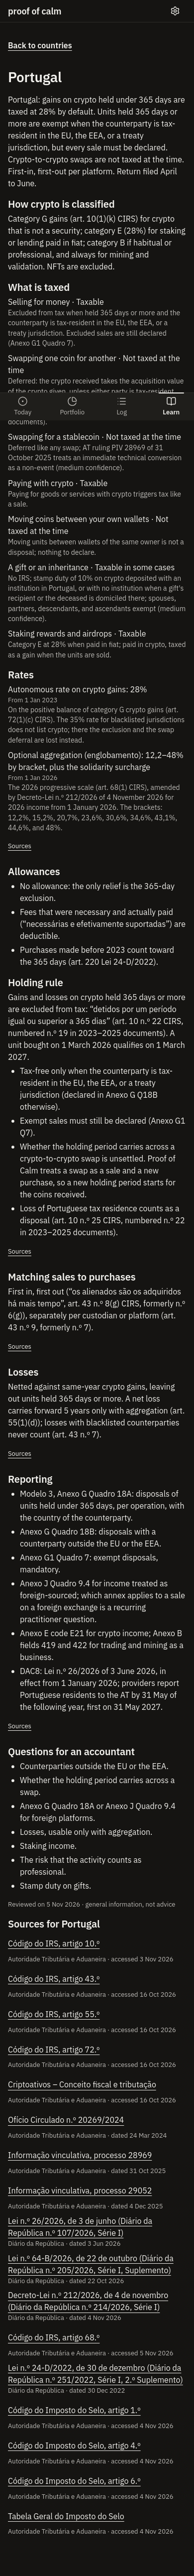 proof of calm
Back to countries
Portugal
Portugal: gains on crypto held under 365 days are
taxed at 28% by default. Units held 365 days or
more are exempt when the counterparty is tax-
resident in the EU, the EEA, or a treaty
jurisdiction, but every sale must be declared.
Crypto-to-crypto swaps are not taxed at the time.
First-in, first-out per platform. Return filed April
to June.
How crypto is classified
Category G gains (art. 10(1)(k) CIRS) for crypto
that is not a security; category E (28%) for staking
or lending paid in fiat; category B if habitual or
professional, and always for mining and
validation. NFTs are excluded.
What is taxed
Selling for money · Taxable
Excluded from tax when held 365 days or more and the
counterparty is tax-resident in the EU, the EEA, or a
treaty jurisdiction. Excluded sales are still declared
(Anexo G1 Quadro 7).
Swapping one coin for another · Not taxed at the
time
Deferred: the crypto received takes the acquisition value
Today
Portfolio
Log
Learn
documents).
Swapping for a stablecoin · Not taxed at the time
Deferred like any swap; AT ruling PIV 28969 of 31
October 2025 treats an immediate conversion
as a non-event (medium confidence).
Paying with crypto · Taxable
Paying for goods or services with crypto triggers tax like
a sale.
Moving coins between your own wallets · Not
taxed at the time
Moving units between wallets of the same owner is not a
disposal; nothing to declare.
A gift or an inheritance · Taxable in some cases
No IRS; stamp duty of 10% on crypto deposited with an
institution in Portugal, or with no institution when a gift's
recipient or the deceased is domiciled there; spouses,
partners, descendants, and ascendants exempt (medium
confidence).
Staking rewards and airdrops · Taxable
Category E at 28% when paid in fiat; paid in crypto, taxed
as a gain when the units are sold.
Rates
Autonomous rate on crypto gains: 28%
From 1 Jan 2023
On the positive balance of category G crypto gains (art.
72(1)(c) CIRS). The 35% rate for blacklisted jurisdictions
does not list crypto; there the exclusion and the swap
deferral are lost instead.
Optional aggregation (englobamento): 12,2–48%
by bracket, plus the solidarity surcharge
From 1 Jan 2026
The 2026 progressive scale (art. 68(1) CIRS), amended
by Decreto-Lei n.º 212/2026 of 4 November 2026 for
2026 income from 1 January 2026. The brackets:
12,2%, 15,2%, 20,7%, 23,6%, 30,6%, 34,6%, 43,1%,
44,6%, and 48%.
Sources
Allowances
No allowance: the only relief is the 365-day
exclusion.
Fees that were necessary and actually paid
(“necessárias e efetivamente suportadas”) are
deductible.
Purchases made before 2023 count toward
the 365 days (art. 220 Lei 24-D/2022).
Holding rule
Gains and losses on crypto held 365 days or more
are excluded from tax: “detidos por um período
igual ou superior a 365 dias” (art. 10 n.º 22 CIRS,
numbered n.º 19 in 2023–2025 documents). A
unit bought on 1 March 2026 qualifies on 1 March
2027.
Tax-free only when the counterparty is tax-
resident in the EU, the EEA, or a treaty
jurisdiction (declared in Anexo G Q18B
otherwise).
Exempt sales must still be declared (Anexo G1
Q7).
Whether the holding period carries across a
crypto-to-crypto swap is unsettled. Proof of
Calm treats a swap as a sale and a new
purchase, so a new holding period starts for
the coins received.
Loss of Portuguese tax residence counts as a
disposal (art. 10 n.º 25 CIRS, numbered n.º 22
in 2023–2025 documents).
Sources
Matching sales to purchases
First in, first out (“os alienados são os adquiridos
há mais tempo”, art. 43 n.º 8(g) CIRS, formerly n.º
6(g)), separately per custodian or platform (art.
43 n.º 9, formerly n.º 7).
Sources
Losses
Netted against same-year crypto gains, leaving
out units held 365 days or more. A net loss
carries forward 5 years only with aggregation (art.
55(1)(d)); losses with blacklisted counterparties
never count (art. 43 n.º 7).
Sources
Reporting
Modelo 3, Anexo G Quadro 18A: disposals of
units held under 365 days, per operation, with
the country of the counterparty.
Anexo G Quadro 18B: disposals with a
counterparty outside the EU or the EEA.
Anexo G1 Quadro 7: exempt disposals,
mandatory.
Anexo J Quadro 9.4 for income treated as
foreign-sourced; which annex applies to a sale
on a foreign exchange is a recurring
practitioner question.
Anexo E code E21 for crypto income; Anexo B
fields 419 and 422 for trading and mining as a
business.
DAC8: Lei n.º 26/2026 of 3 June 2026, in
effect from 1 January 2026; providers report
Portuguese residents to the AT by 31 May of
the following year, first on 31 May 2027.
Sources
Questions for an accountant
Counterparties outside the EU or the EEA.
Whether the holding period carries across a
swap.
Anexo G Quadro 18A or Anexo J Quadro 9.4
for foreign platforms.
Losses, usable only with aggregation.
Staking income.
The risk that the activity counts as
professional.
Stamp duty on gifts.
Reviewed on 5 Nov 2026 · general information, not advice
Sources for Portugal
Código do IRS, artigo 10.º
Autoridade Tributária e Aduaneira · accessed 3 Nov 2026
Código do IRS, artigo 43.º
Autoridade Tributária e Aduaneira · accessed 16 Oct 2026
Código do IRS, artigo 55.º
Autoridade Tributária e Aduaneira · accessed 16 Oct 2026
Código do IRS, artigo 72.º
Autoridade Tributária e Aduaneira · accessed 16 Oct 2026
Criptoativos – Conceito fiscal e tributação
Autoridade Tributária e Aduaneira · accessed 16 Oct 2026
Ofício Circulado n.º 20269/2024
Autoridade Tributária e Aduaneira · dated 24 Mar 2024
Informação vinculativa, processo 28969
Autoridade Tributária e Aduaneira · dated 31 Oct 2025
Informação vinculativa, processo 29052
Autoridade Tributária e Aduaneira · dated 4 Dec 2025
Lei n.º 26/2026, de 3 de junho (Diário da
República n.º 107/2026, Série I)
Diário da República · dated 3 Jun 2026
Lei n.º 64-B/2026, de 22 de outubro (Diário da
República n.º 205/2026, Série I, Suplemento)
Diário da República · dated 22 Oct 2026
Decreto-Lei n.º 212/2026, de 4 de novembro
(Diário da República n.º 214/2026, Série I)
Diário da República · dated 4 Nov 2026
Código do IRS, artigo 68.º
Autoridade Tributária e Aduaneira · accessed 5 Nov 2026
Lei n.º 24-D/2022, de 30 de dezembro (Diário da
República n.º 251/2022, Série I, 2.º Suplemento)
Diário da República · dated 30 Dec 2022
Código do Imposto do Selo, artigo 1.º
Autoridade Tributária e Aduaneira · accessed 4 Nov 2026
Código do Imposto do Selo, artigo 4.º
Autoridade Tributária e Aduaneira · accessed 4 Nov 2026
Código do Imposto do Selo, artigo 6.º
Autoridade Tributária e Aduaneira · accessed 4 Nov 2026
Tabela Geral do Imposto do Selo
Autoridade Tributária e Aduaneira · accessed 4 Nov 2026